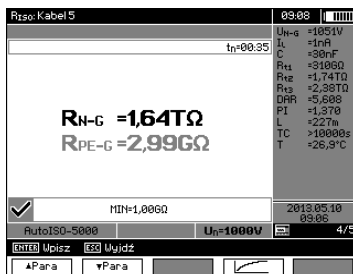 RISO: Kabel 5 09:08
tn=00:35
UN-G =1051V
IL =1nA
C =30nF
Rt1 =310GΩ
Rt2 =1,74TΩ
Rt3 =2,38TΩ
DAR =5,608
PI =1,370
L =227m
TC >10000s
T =26,9°C
RN-G =1,64TΩ
RPE-G =2,99GΩ
MIN=1,00GΩ
2013.05.10
09:06
AutoISO-5000 Un=1000V 4/5
ENTER Wpisz ESC Wyjdź
▲Para ▼Para